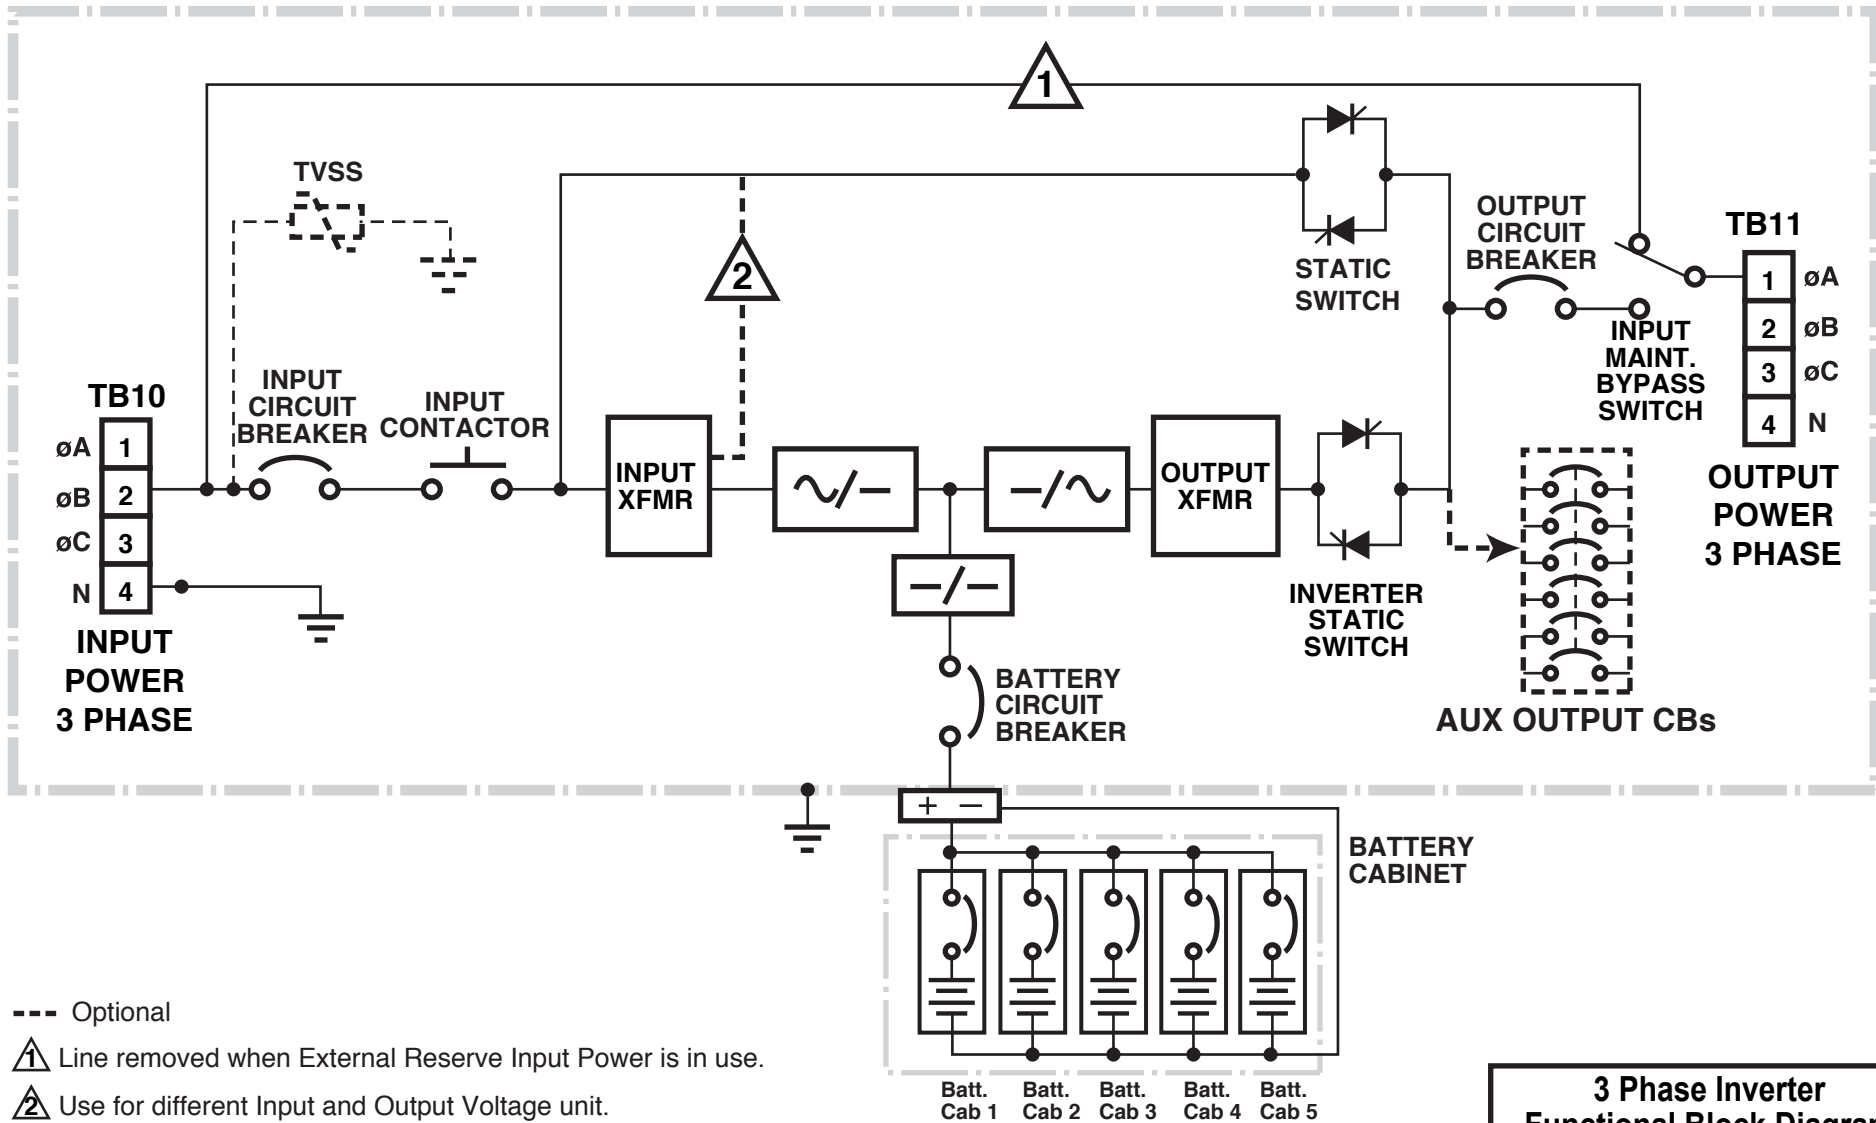 1
TVSS
OUTPUT
CIRCUIT
BREAKER
TB11
STATIC
SWITCH
2
1 øA
2 øB
3 øC
4 N
INPUT
MAINT.
BYPASS
SWITCH
OUTPUT
POWER
3 PHASE
TB10
INPUT
CIRCUIT
BREAKER
INPUT
CONTACTOR
øA 1
øB 2
øC 3
N 4
INPUT
POWER
3 PHASE
INPUT
XFMR
OUTPUT
XFMR
INVERTER
STATIC
SWITCH
AUX OUTPUT CBs
BATTERY
CIRCUIT
BREAKER
+ −
BATTERY
CABINET
Batt.
Cab 1
Batt.
Cab 2
Batt.
Cab 3
Batt.
Cab 4
Batt.
Cab 5
--- Optional
1 Line removed when External Reserve Input Power is in use.
2 Use for different Input and Output Voltage unit.
3 Phase Inverter
Functional Block